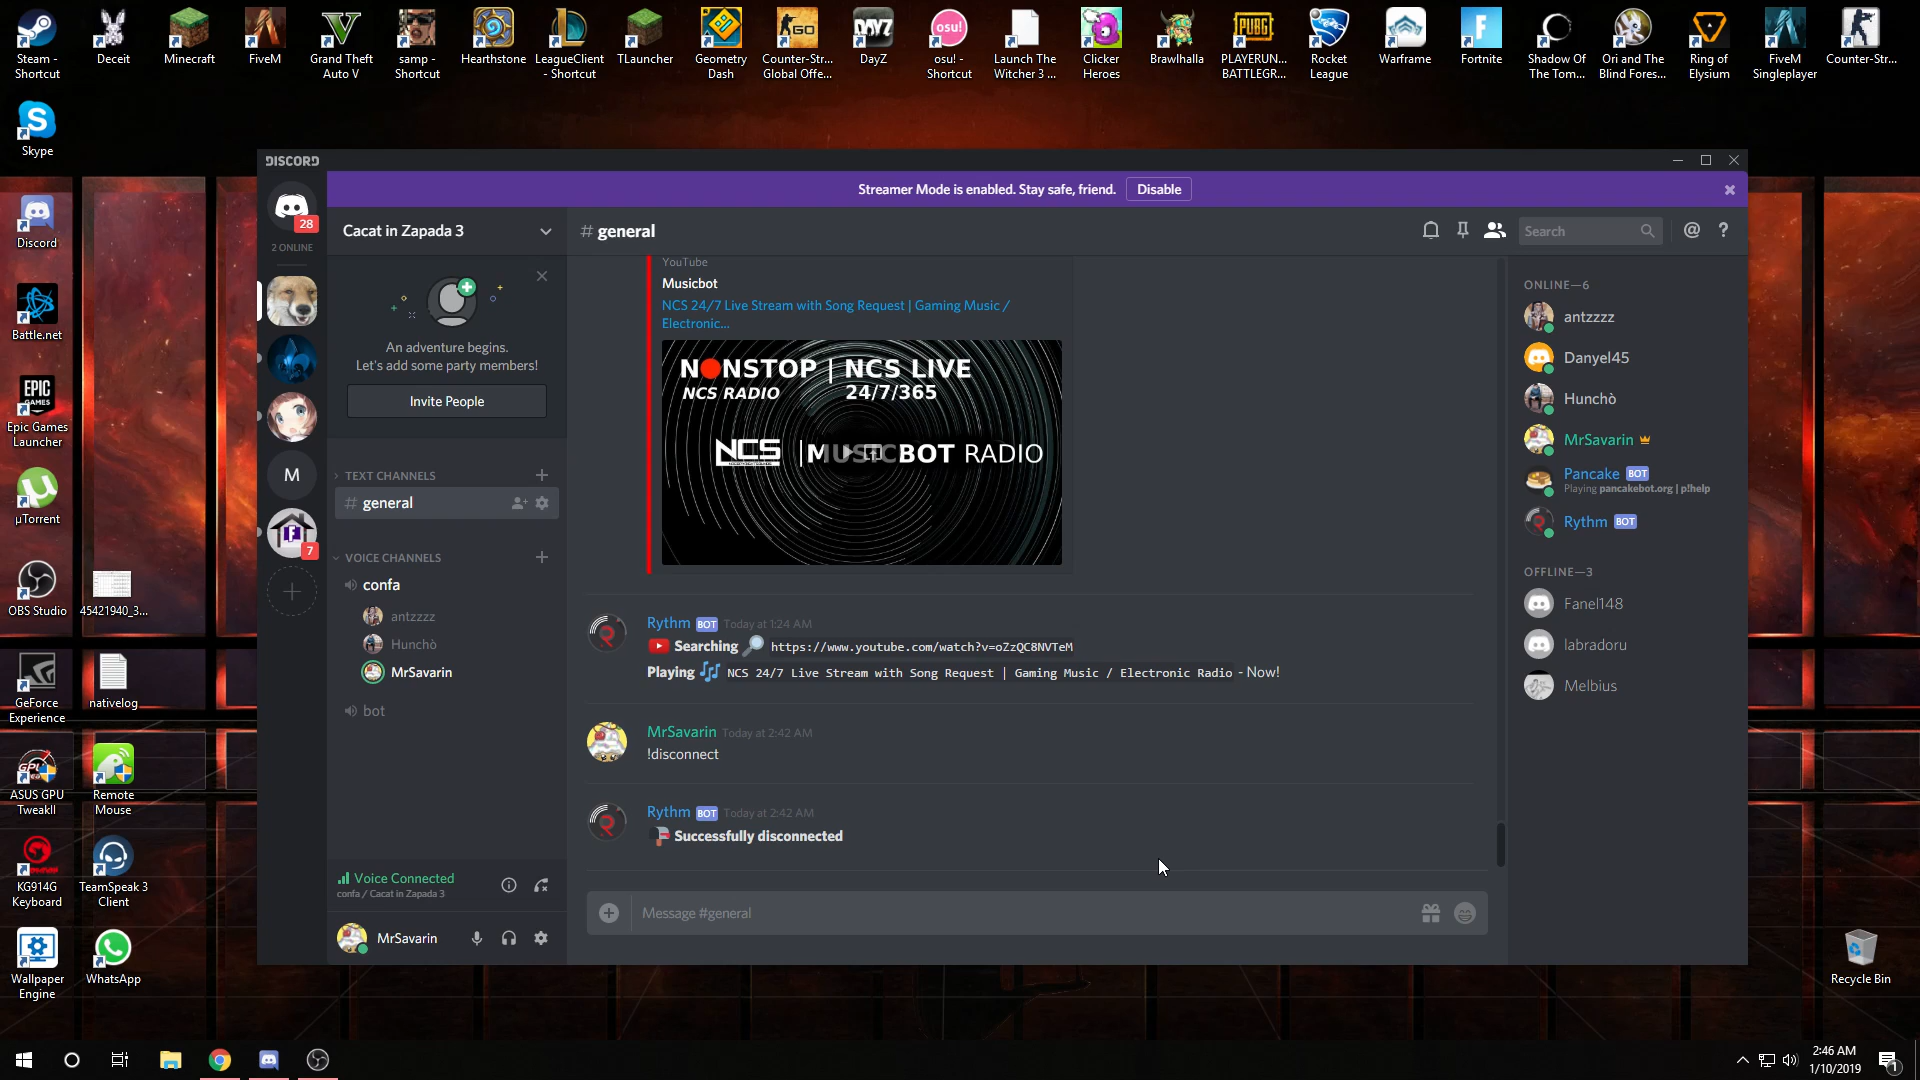 Steam -
Shortcut
Deceit
Minecraft
FiveM
Grand Theft
Auto V
samp -
Shortcut
Hearthstone
LeagueClient
- Shortcut
TLauncher
Geometry
Dash
Counter-Str...
Global Offe...
DayZ
osu! -
Shortcut
Launch The
Witcher 3 ...
Clicker
Heroes
Brawlhalla
PLAYERUN...
BATTLEGR...
Rocket
League
Warframe
Fortnite
Shadow Of
The Tom...
Ori and The
Blind Fores...
Ring of
Elysium
FiveM
Singleplayer
Counter-Str...
Skype
Discord
Battle.net
Epic Games
Launcher
µTorrent
OBS Studio
45421940_3...
GeForce
Experience
nativelog
ASUS GPU
TweakII
Remote
Mouse
KG914G
Keyboard
TeamSpeak 3
Client
Wallpaper
Engine
WhatsApp
Recycle Bin
DISCORD
Streamer Mode is enabled. Stay safe, friend.
Disable
28
2 ONLINE
M
7
Cacat in Zapada 3
# general
Search
An adventure begins.
Let's add some party members!
Invite People
TEXT CHANNELS
# general
VOICE CHANNELS
confa
antzzzz
Hunchò
MrSavarin
bot
Voice Connected
confa / Cacat in Zapada 3
MrSavarin
YouTube
Musicbot
NCS 24/7 Live Stream with Song Request | Gaming Music /
Electronic...
NONSTOP | NCS LIVE
NCS RADIO
24/7/365
NCS | MUSICBOT RADIO
Rythm BOT Today at 1:24 AM
Searching https://www.youtube.com/watch?v=oZzQC8NVTeM
Playing NCS 24/7 Live Stream with Song Request | Gaming Music / Electronic Radio - Now!
MrSavarin Today at 2:42 AM
!disconnect
Rythm BOT Today at 2:42 AM
Successfully disconnected
Message #general
ONLINE—6
antzzzz
Danyel45
Hunchò
MrSavarin
Pancake BOT
Playing pancakebot.org | p!help
Rythm BOT
OFFLINE—3
Fanel148
labradoru
Melbius
2:46 AM
1/10/2019
1